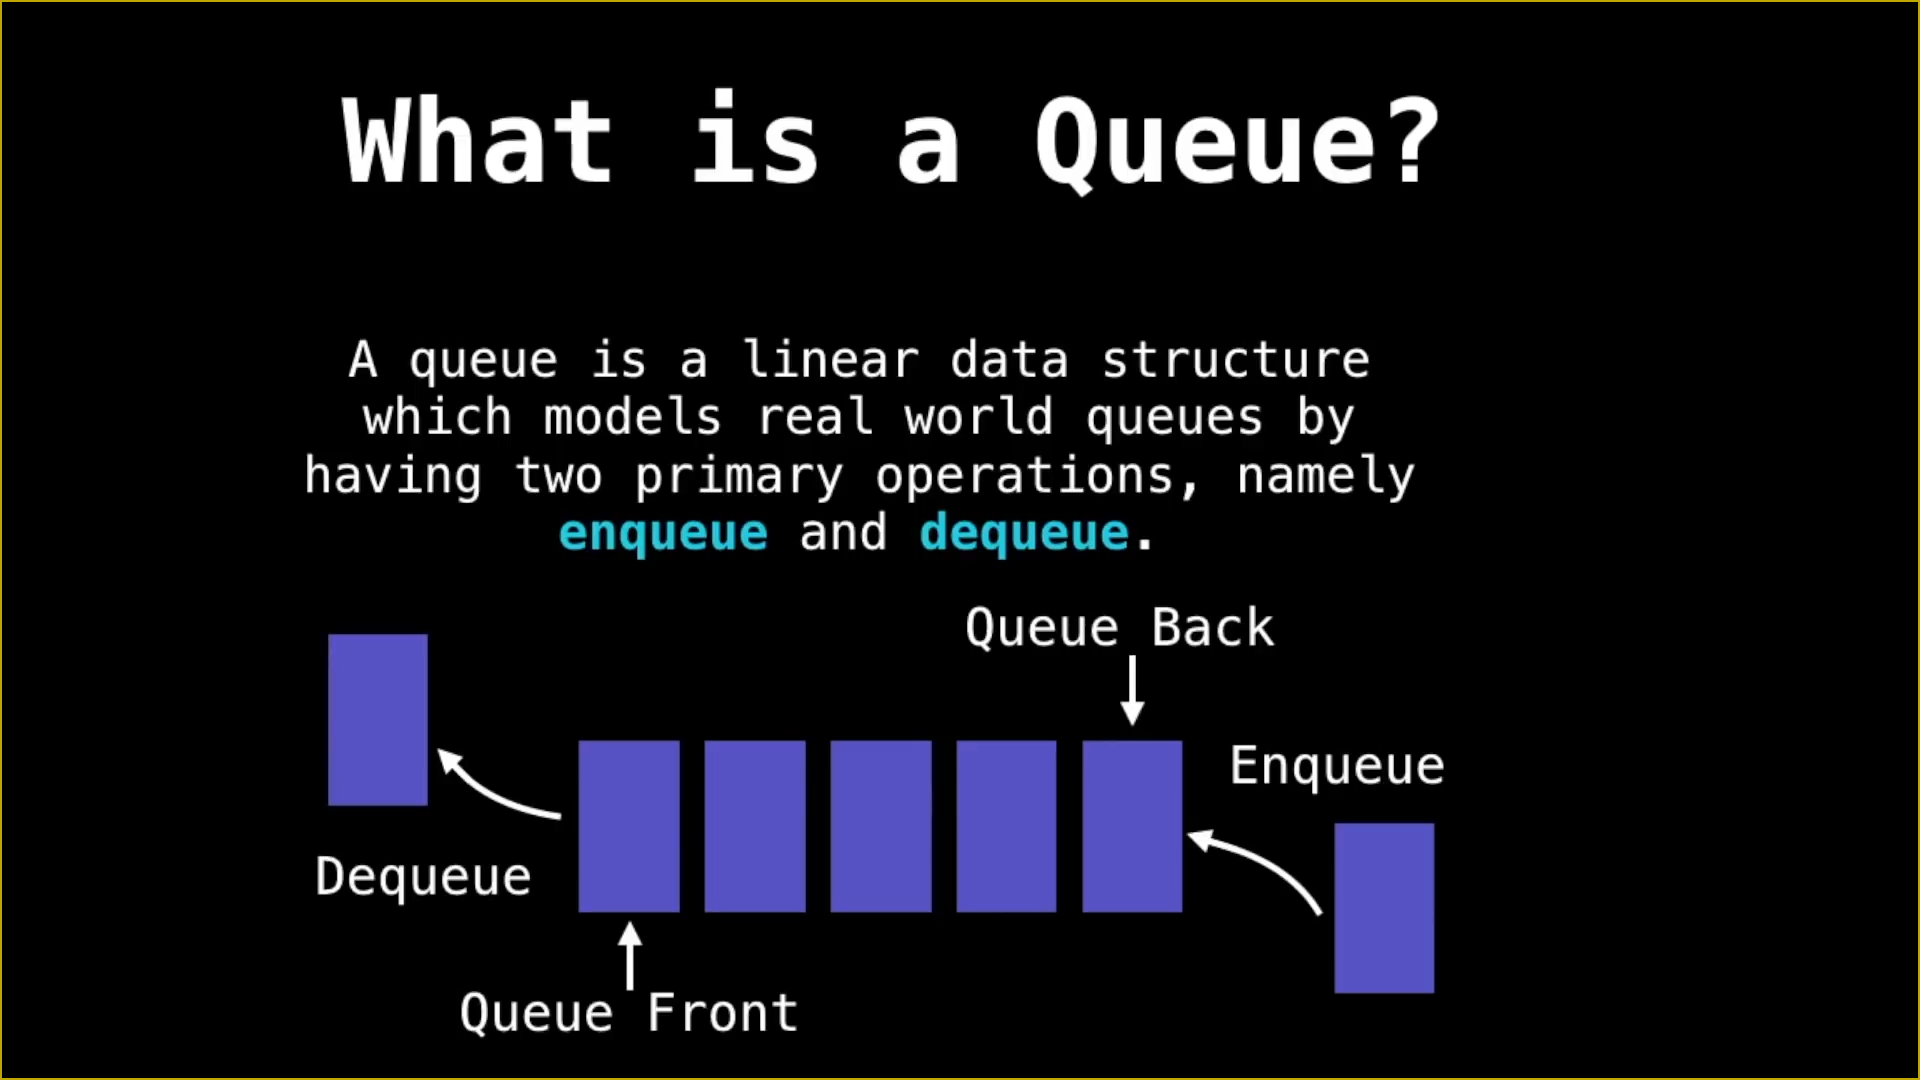 What is a Queue?
A queue is a linear data structure
which models real world queues by
having two primary operations, namely
enqueue and dequeue.
Queue Back
Enqueue
Dequeue
Queue Front